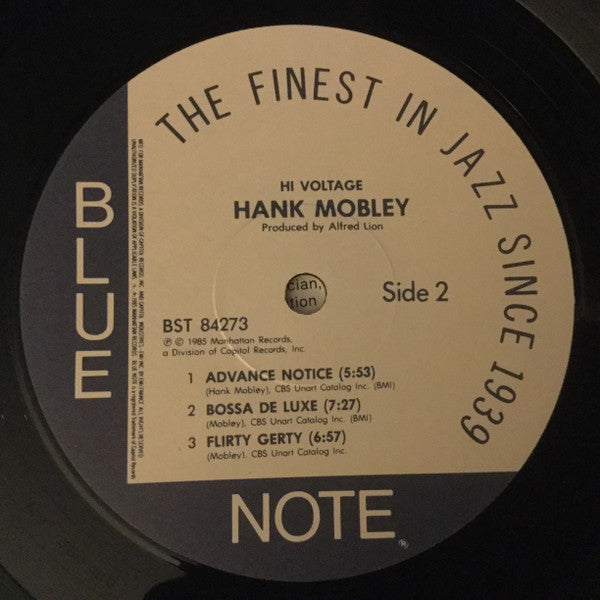 THE FINEST IN JAZZ SINCE 1939
BLUE
HI VOLTAGE
HANK MOBLEY
Produced by Alfred Lion
cian,
tion
Side 2
BST 84273
℗ © 1985 Manhattan Records,
a Division of Capitol Records, Inc.
1 ADVANCE NOTICE (5:53)
(Hank Mobley), CBS Unart Catalog Inc. (BMI)
2 BOSSA DE LUXE (7:27)
(Mobley), CBS Unart Catalog Inc. (BMI)
3 FLIRTY GERTY (6:57)
(Mobley), CBS Unart Catalog Inc.
NOTE®